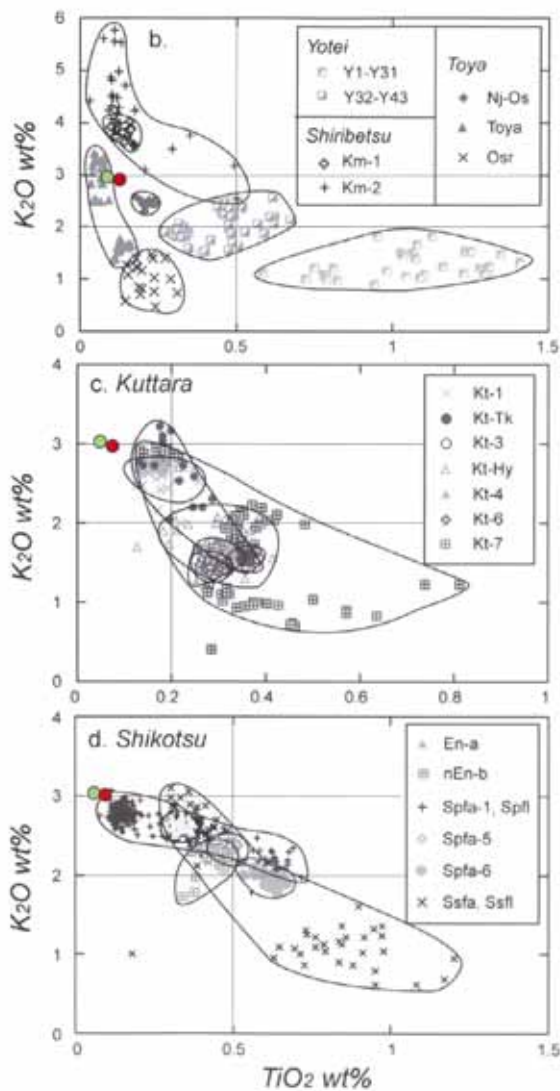 b.
Yotei
Y1-Y31
Y32-Y43
Shiribetsu
Km-1
Km-2
Toya
Nj-Os
Toya
Osr
K2O wt%
6
5
4
3
2
1
0
0
0.5
1
1.5
c. Kuttara
Kt-1
Kt-Tk
Kt-3
Kt-Hy
Kt-4
Kt-6
Kt-7
K2O wt%
4
3
2
1
0
0
0.2
0.4
0.6
0.8
1
d. Shikotsu
En-a
nEn-b
Spfa-1, Spfl
Spfa-5
Spfa-6
Ssfa, Ssfl
K2O wt%
4
3
2
1
0
0
0.5
1
1.5
TiO2 wt%